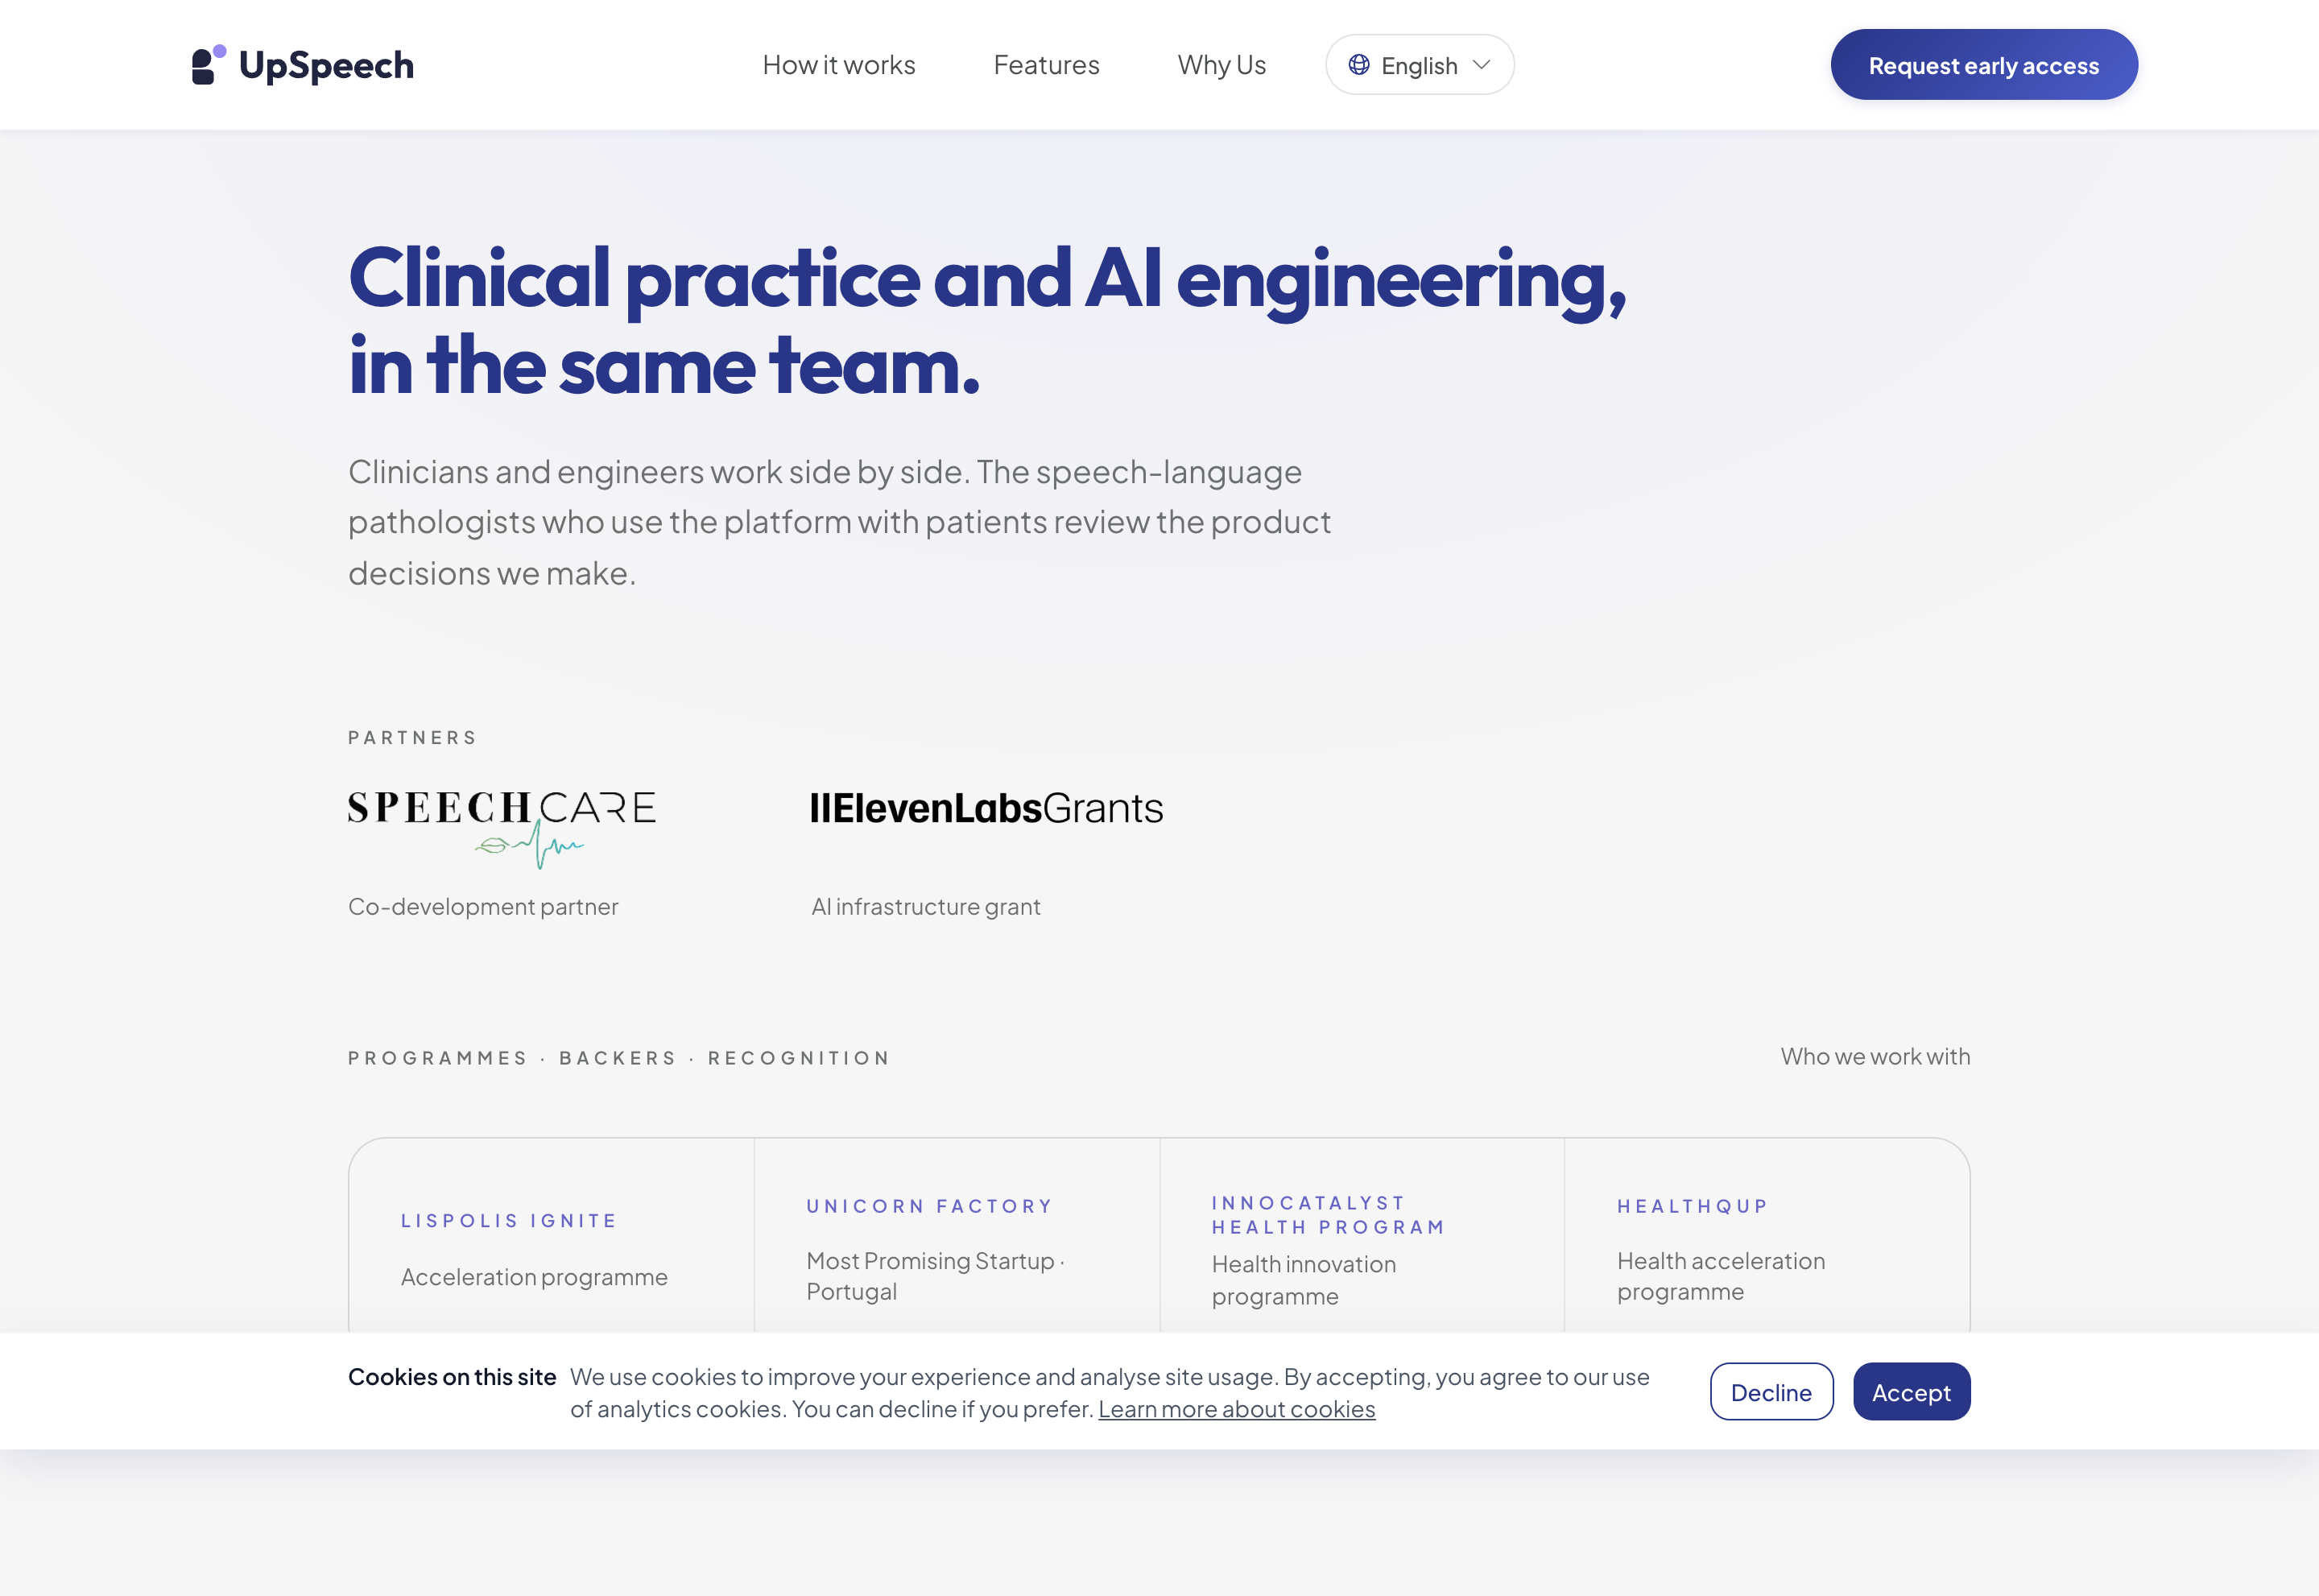 UpSpeech
How it works
Features
Why Us
English
Request early access
Clinical practice and AI engineering,
in the same team.
Clinicians and engineers work side by side. The speech-language
pathologists who use the platform with patients review the product
decisions we make.
PARTNERS
SPEECHCARE
IIElevenLabsGrants
Co-development partner
AI infrastructure grant
PROGRAMMES · BACKERS · RECOGNITION
Who we work with
LISPOLIS IGNITE
Acceleration programme
UNICORN FACTORY
Most Promising Startup ·
Portugal
INNOCATALYST
HEALTH PROGRAM
Health innovation
programme
HEALTHQUP
Health acceleration
programme
Cookies on this site
We use cookies to improve your experience and analyse site usage. By accepting, you agree to our use
of analytics cookies. You can decline if you prefer. Learn more about cookies
Decline
Accept